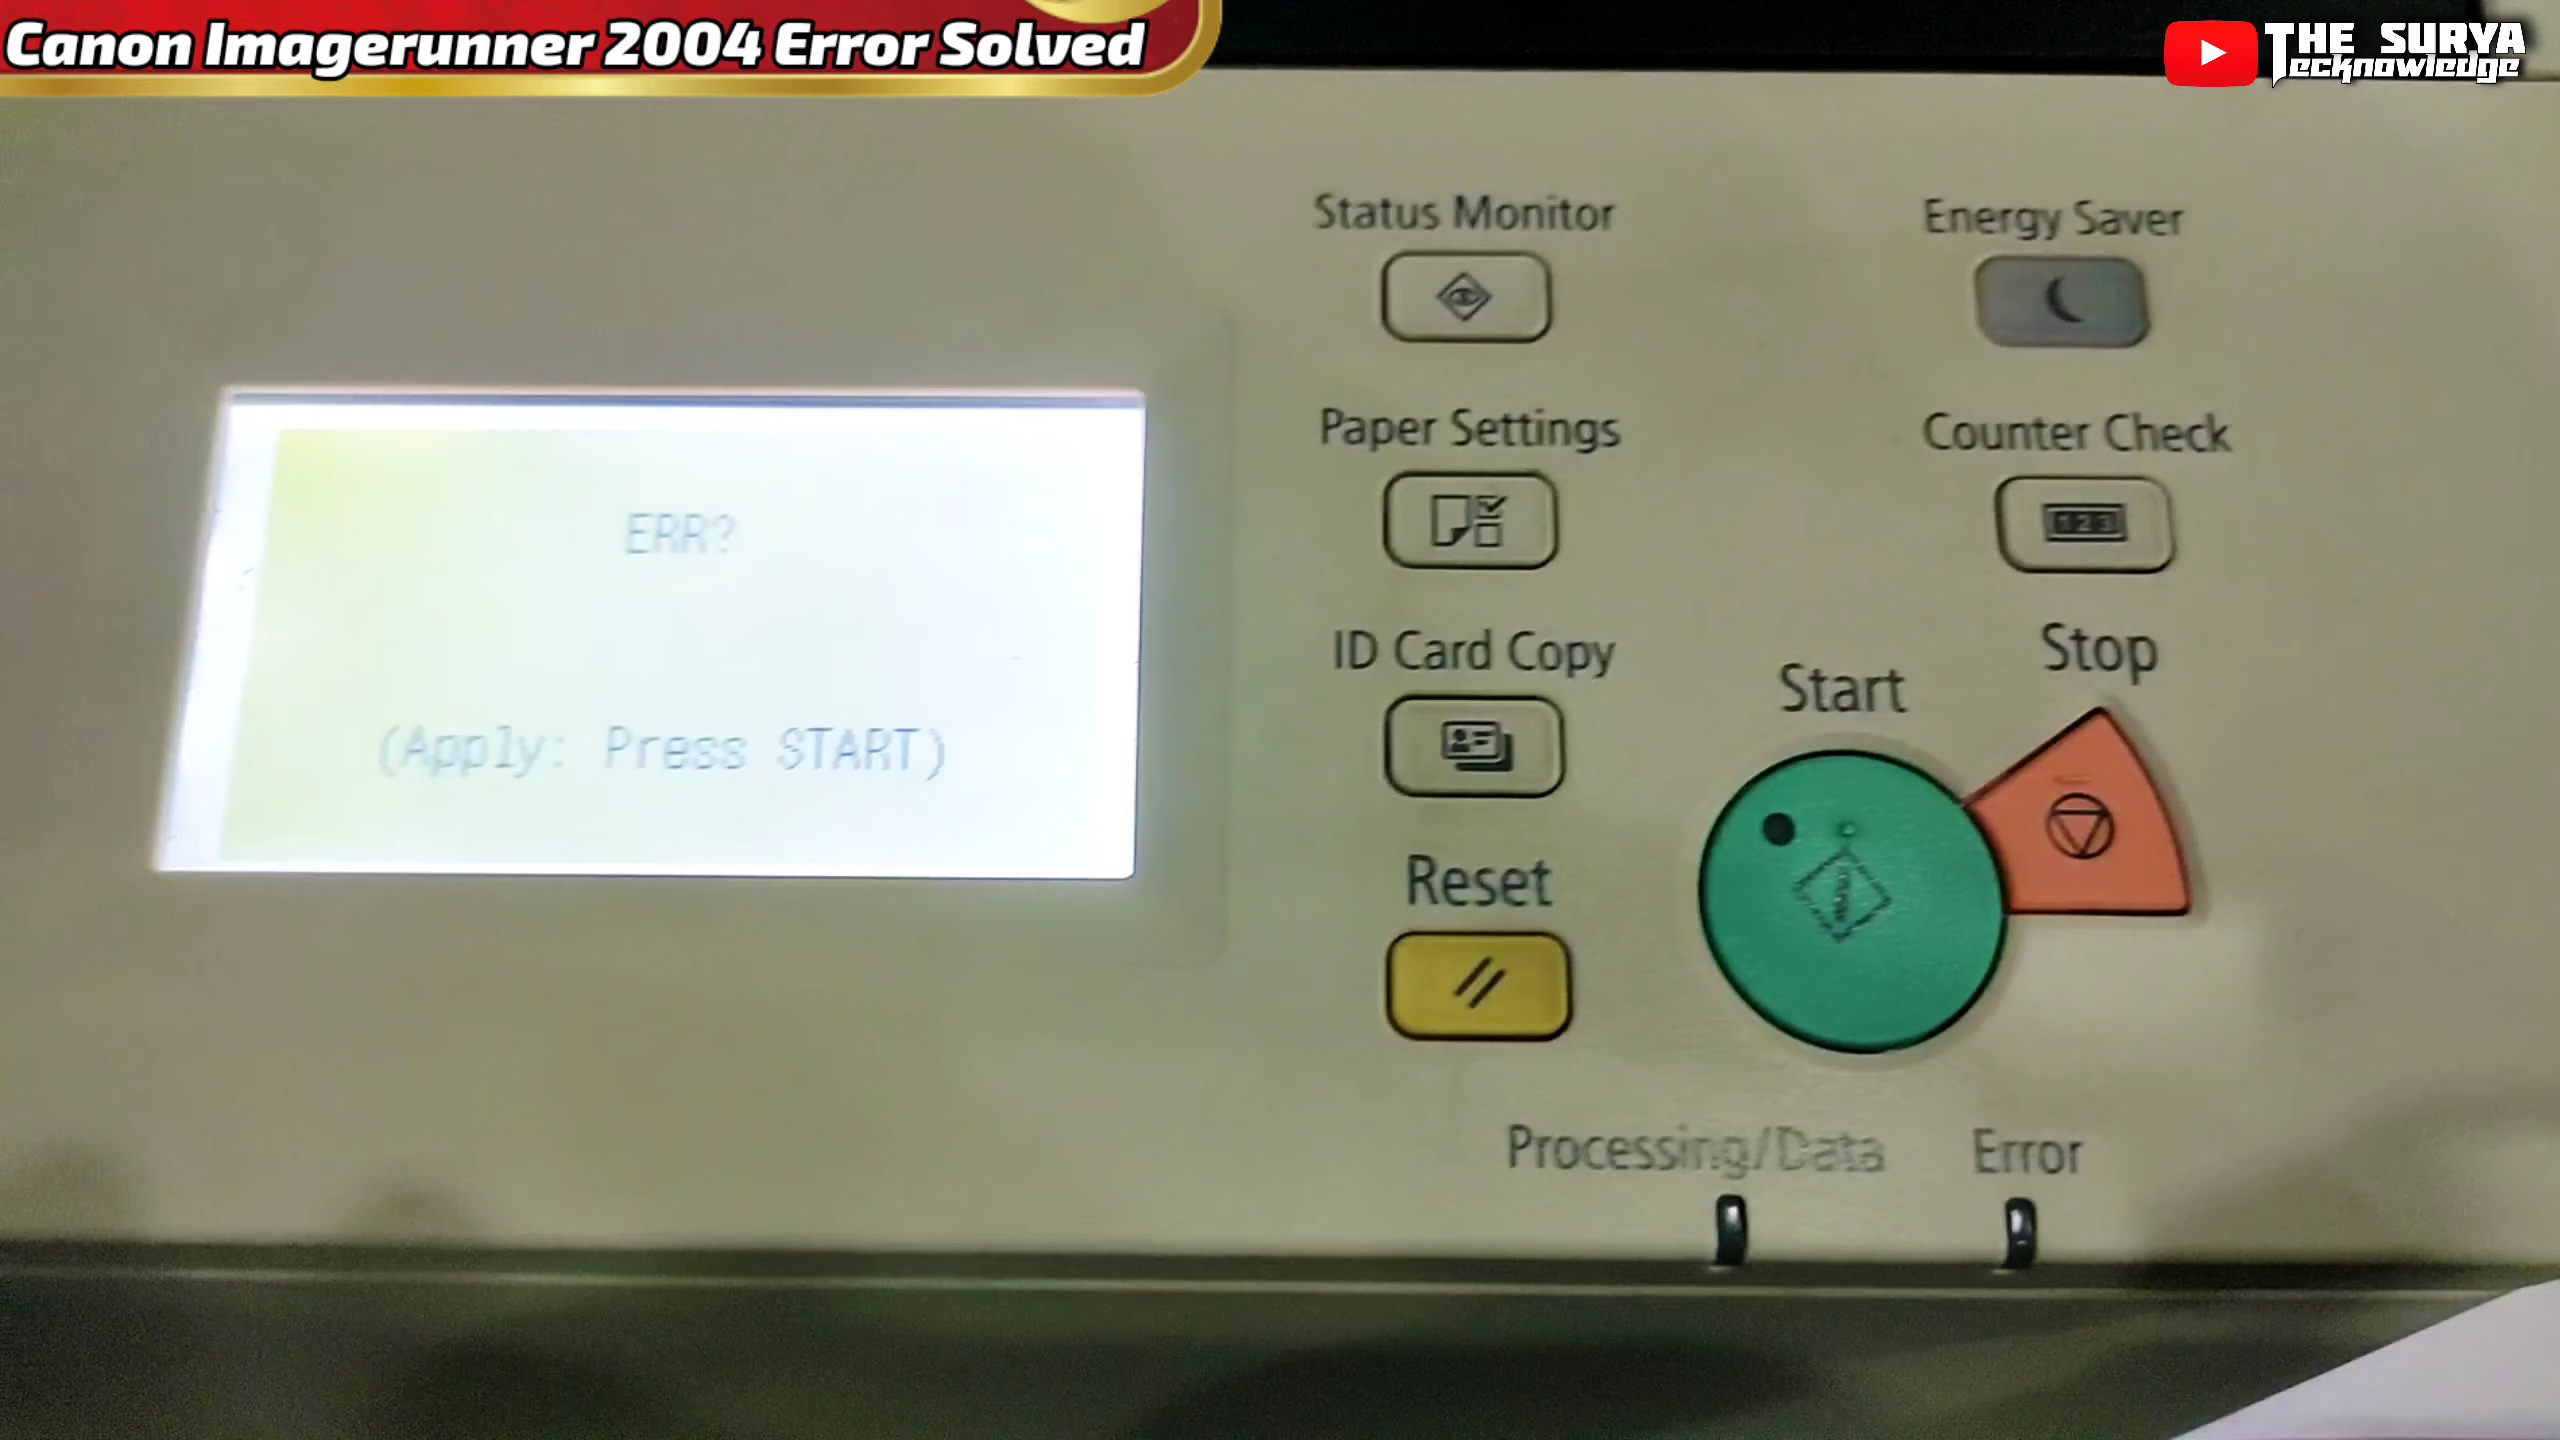 Canon Imagerunner 2004 Error Solved
THE SURYA
Tecknowledge
Status Monitor
Energy Saver
Paper Settings
Counter Check
123
ID Card Copy
Stop
Start
Reset
ERR?
(Apply: Press START)
Processing/Data
Error